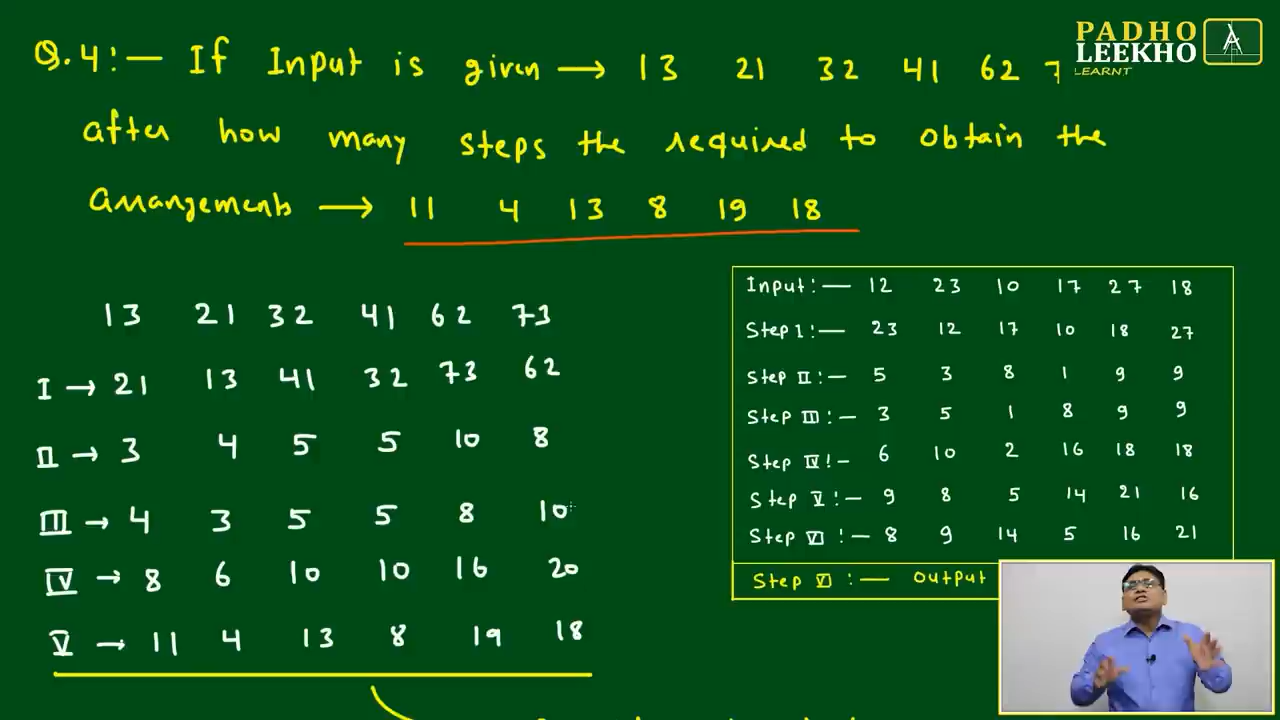 Q.4:— If Input is given → 13 21 32 41 62
after how many steps the required to obtain the
arrangements → 11 4 13 8 19 18
PADHO
LEEKHO
LEARNT
13 21 32 41 62 73
I → 21 13 41 32 73 62
II → 3 4 5 5 10 8
III → 4 3 5 5 8 10
IV → 8 6 10 10 16 20
V → 11 4 13 8 19 18
Input:— 12 23 10 17 27 18
Step I:— 23 12 17 10 18 27
Step II:— 5 3 8 1 9 9
Step III:— 3 5 1 8 9 9
Step IV:— 6 10 2 16 18 18
Step V:— 9 8 5 14 21 16
Step VI:— 8 9 14 5 16 21
Step VI:— Output